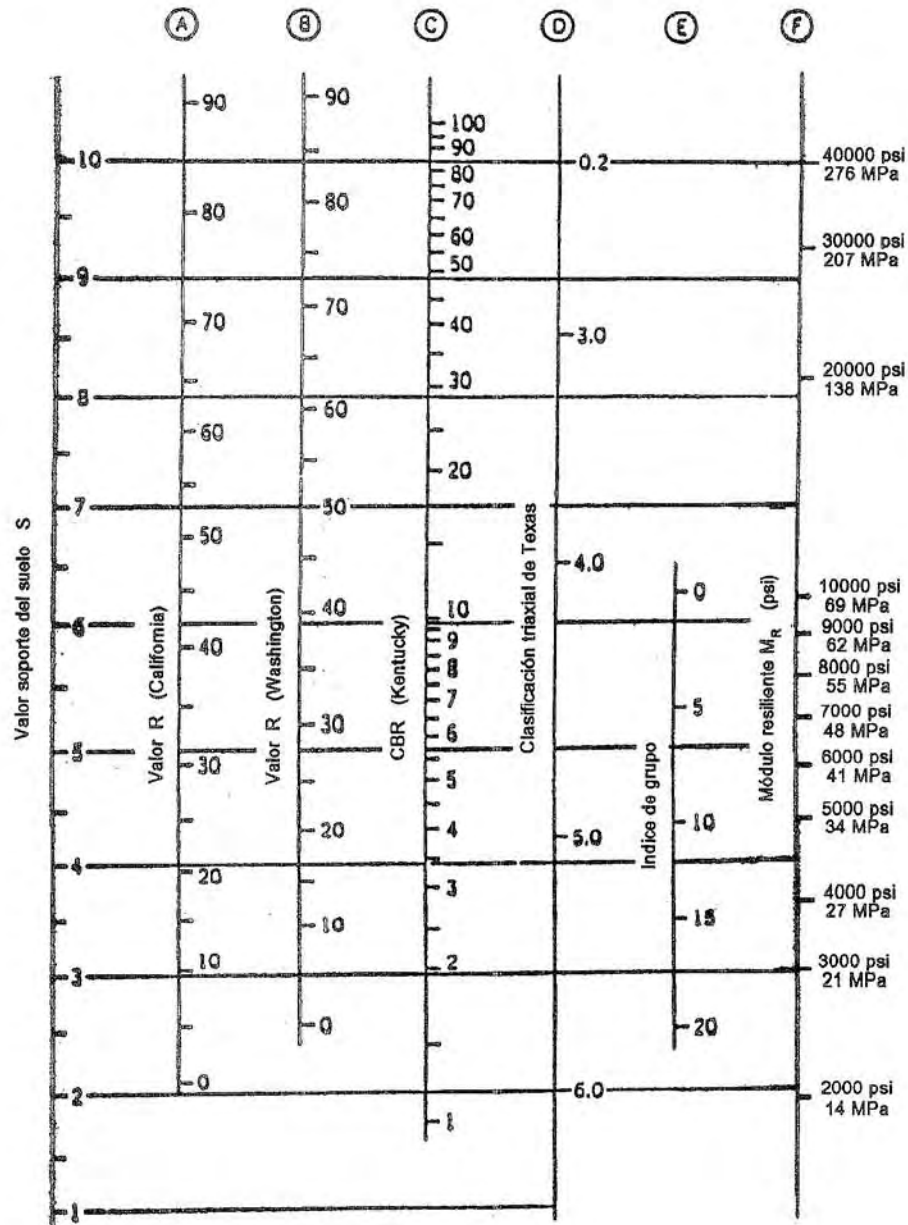 A B C D E F
90 90
100
90
10 0.2 40000 psi
276 MPa
80
80 80
70
60
30000 psi
207 MPa
50
9
70
70
40
3.0
20000 psi
138 MPa
30
8
60
60
20
7 50
50
4.0
0 10000 psi
69 MPa
10
40
6
9000 psi
62 MPa
9
40
8
8000 psi
55 MPa
7
5 7000 psi
48 MPa
30
6
5
30
6000 psi
41 MPa
5
10 5000 psi
34 MPa
20
4
5.0
4
20
3
4000 psi
27 MPa
15
10
10
2
3000 psi
21 MPa
3
0
20
0
2
6.0
2000 psi
14 MPa
1
1
Valor soporte del suelo S
Valor R (California)
Valor R (Washington)
CBR (Kentucky)
Clasificación triaxial de Texas
Indice de grupo
Módulo resiliente MR (psi)